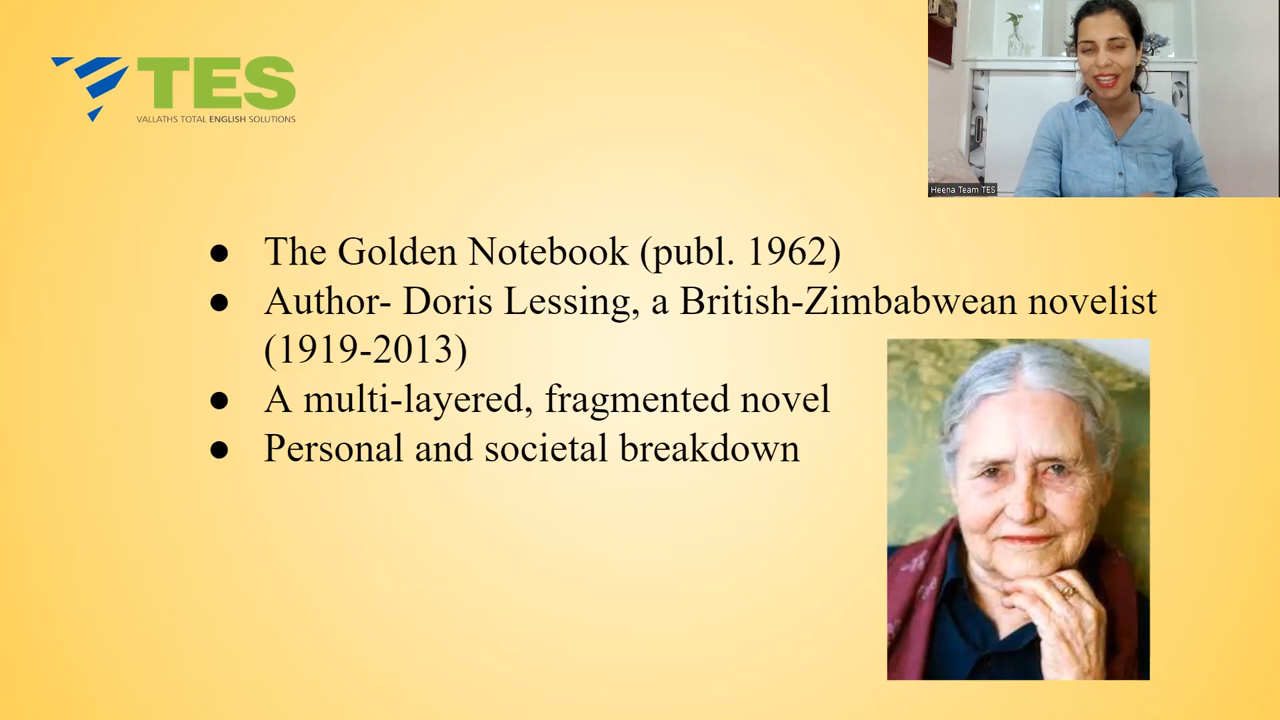 TES
VALLATHS TOTAL ENGLISH SOLUTIONS
Heena Team TES
● The Golden Notebook (publ. 1962)
● Author- Doris Lessing, a British-Zimbabwean novelist
(1919-2013)
● A multi-layered, fragmented novel
● Personal and societal breakdown